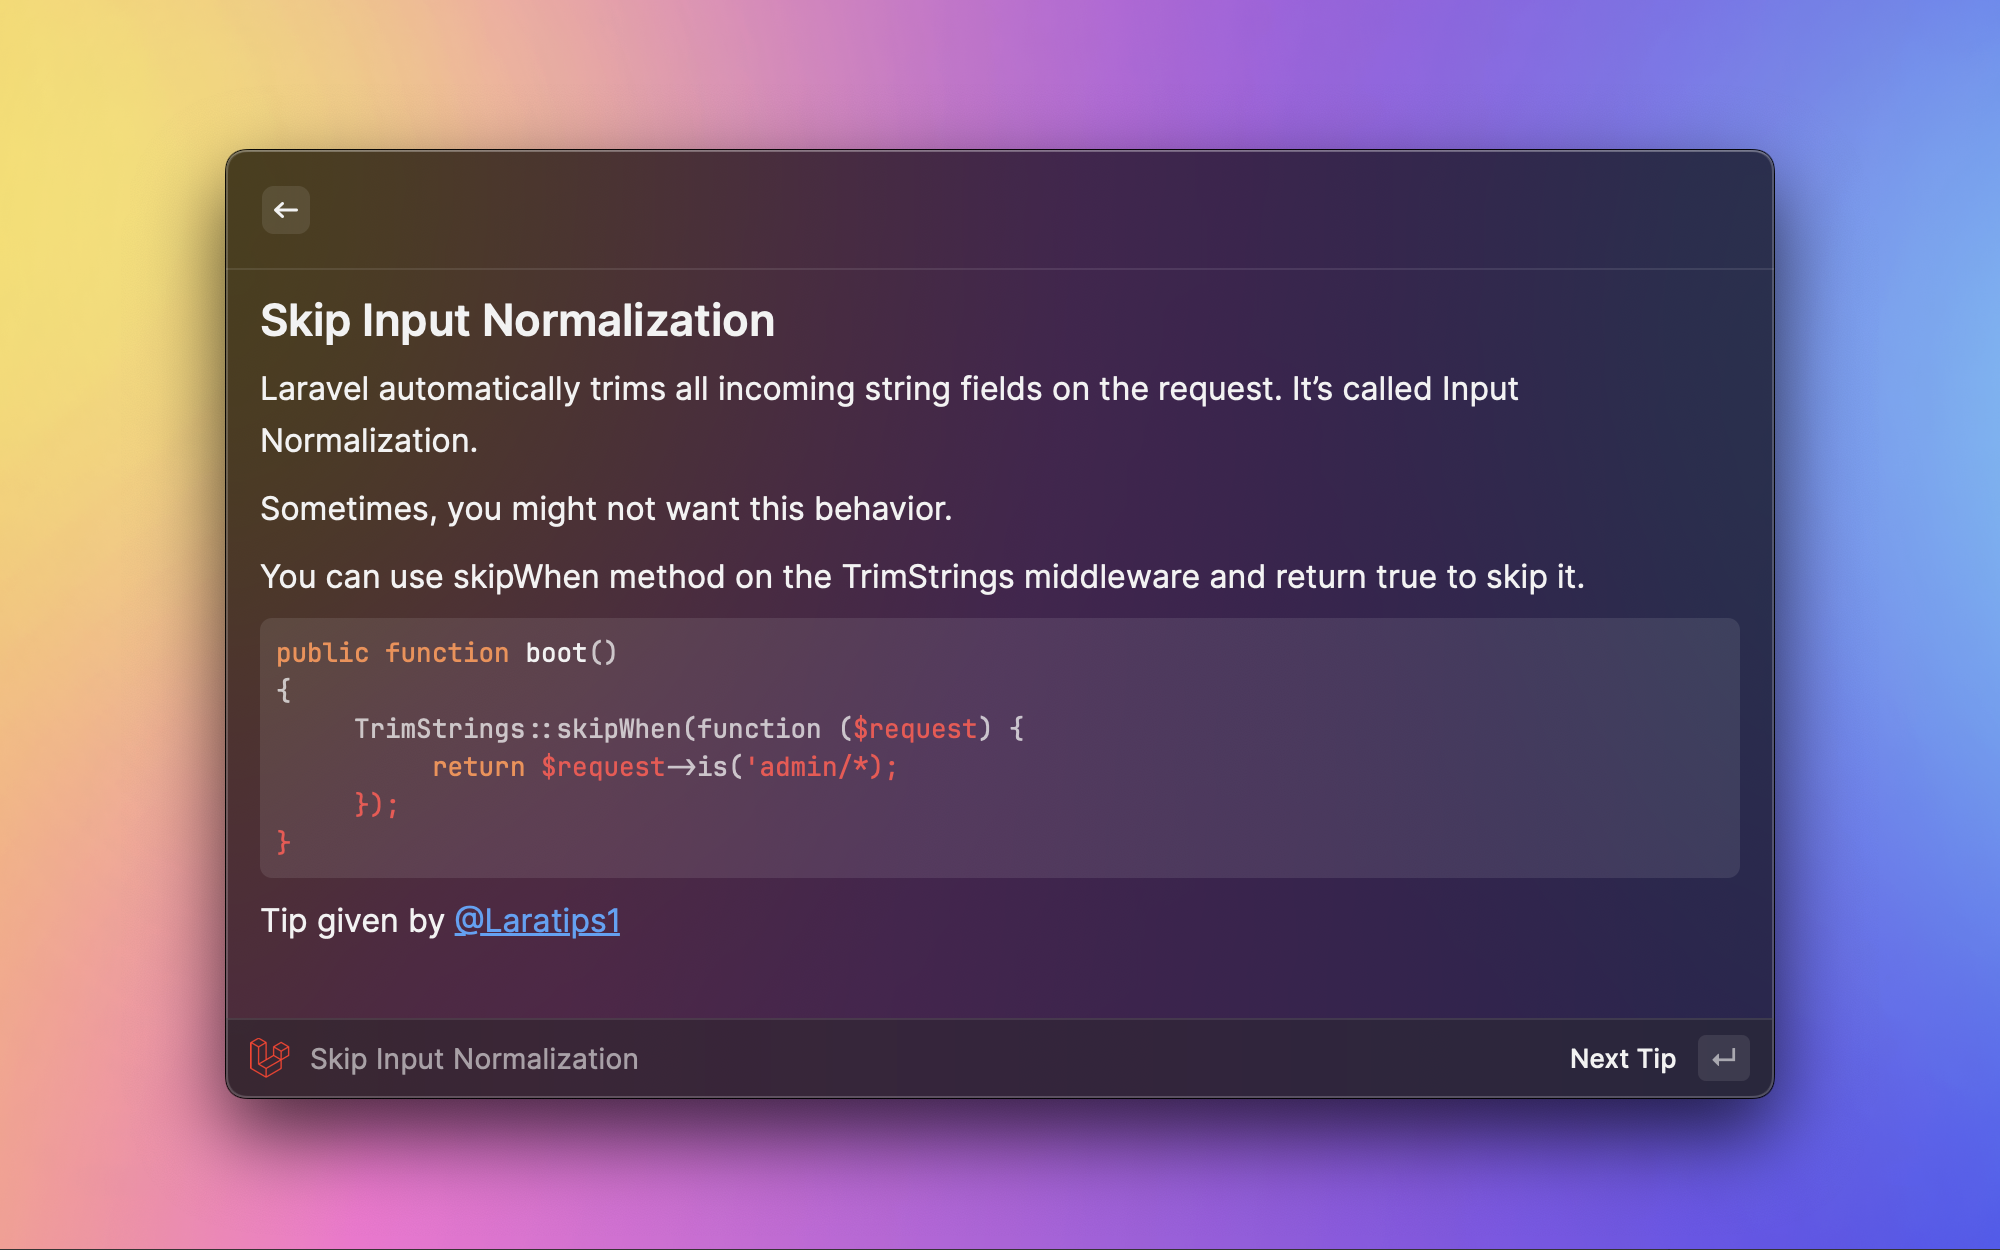 Skip Input Normalization
Laravel automatically trims all incoming string fields on the request. It’s called Input
Normalization.
Sometimes, you might not want this behavior.
You can use skipWhen method on the TrimStrings middleware and return true to skip it.
public function boot()
{
TrimStrings::skipWhen(function ($request) {
return $request->is('admin/*);
});
}
Tip given by @Laratips1
Skip Input Normalization
Next Tip